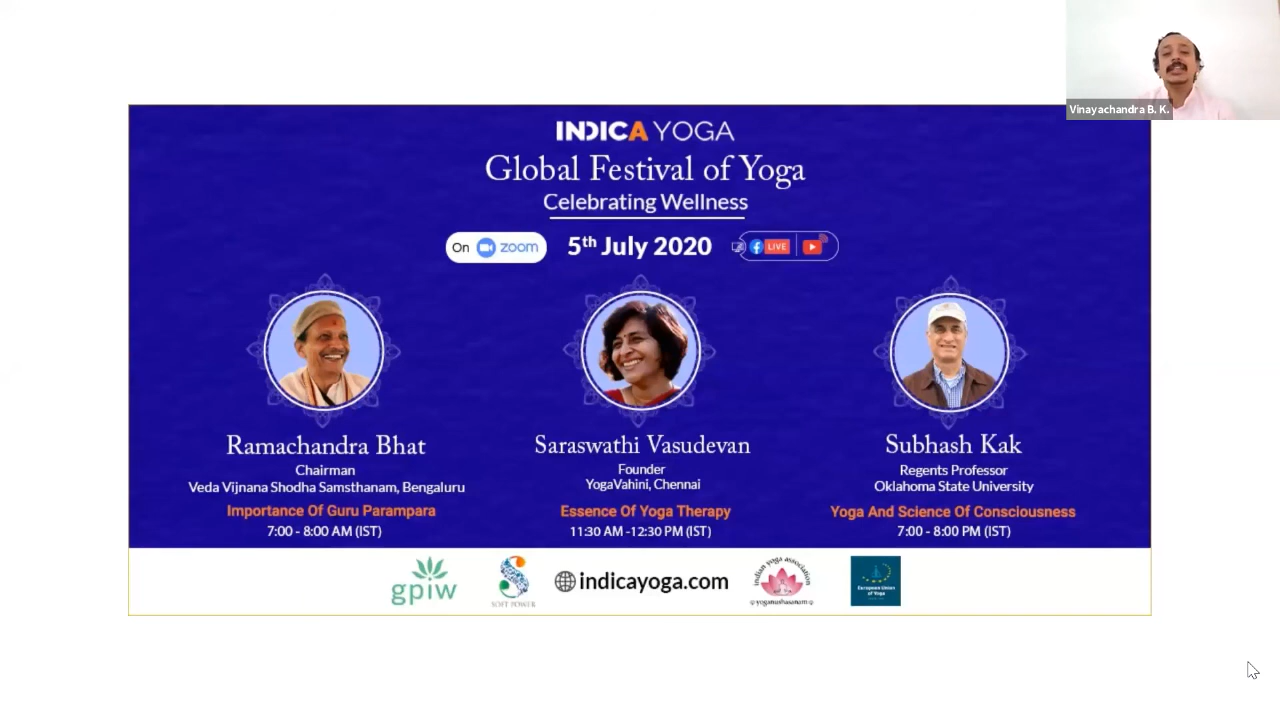 Vinayachandra B. K.
INDICA YOGA
Global Festival of Yoga
Celebrating Wellness
On zoom 5th July 2020 LIVE
Ramachandra Bhat
Chairman
Veda Vijnana Shodha Samsthanam, Bengaluru
Importance Of Guru Parampara
7:00 - 8:00 AM (IST)
Saraswathi Vasudevan
Founder
YogaVahini, Chennai
Essence Of Yoga Therapy
11:30 AM -12:30 PM (IST)
Subhash Kak
Regents Professor
Oklahoma State University
Yoga And Science Of Consciousness
7:00 - 8:00 PM (IST)
gpiw
SOFT POWER
indicayoga.com
indian yoga association
yoganushasanam
European Union
of Yoga